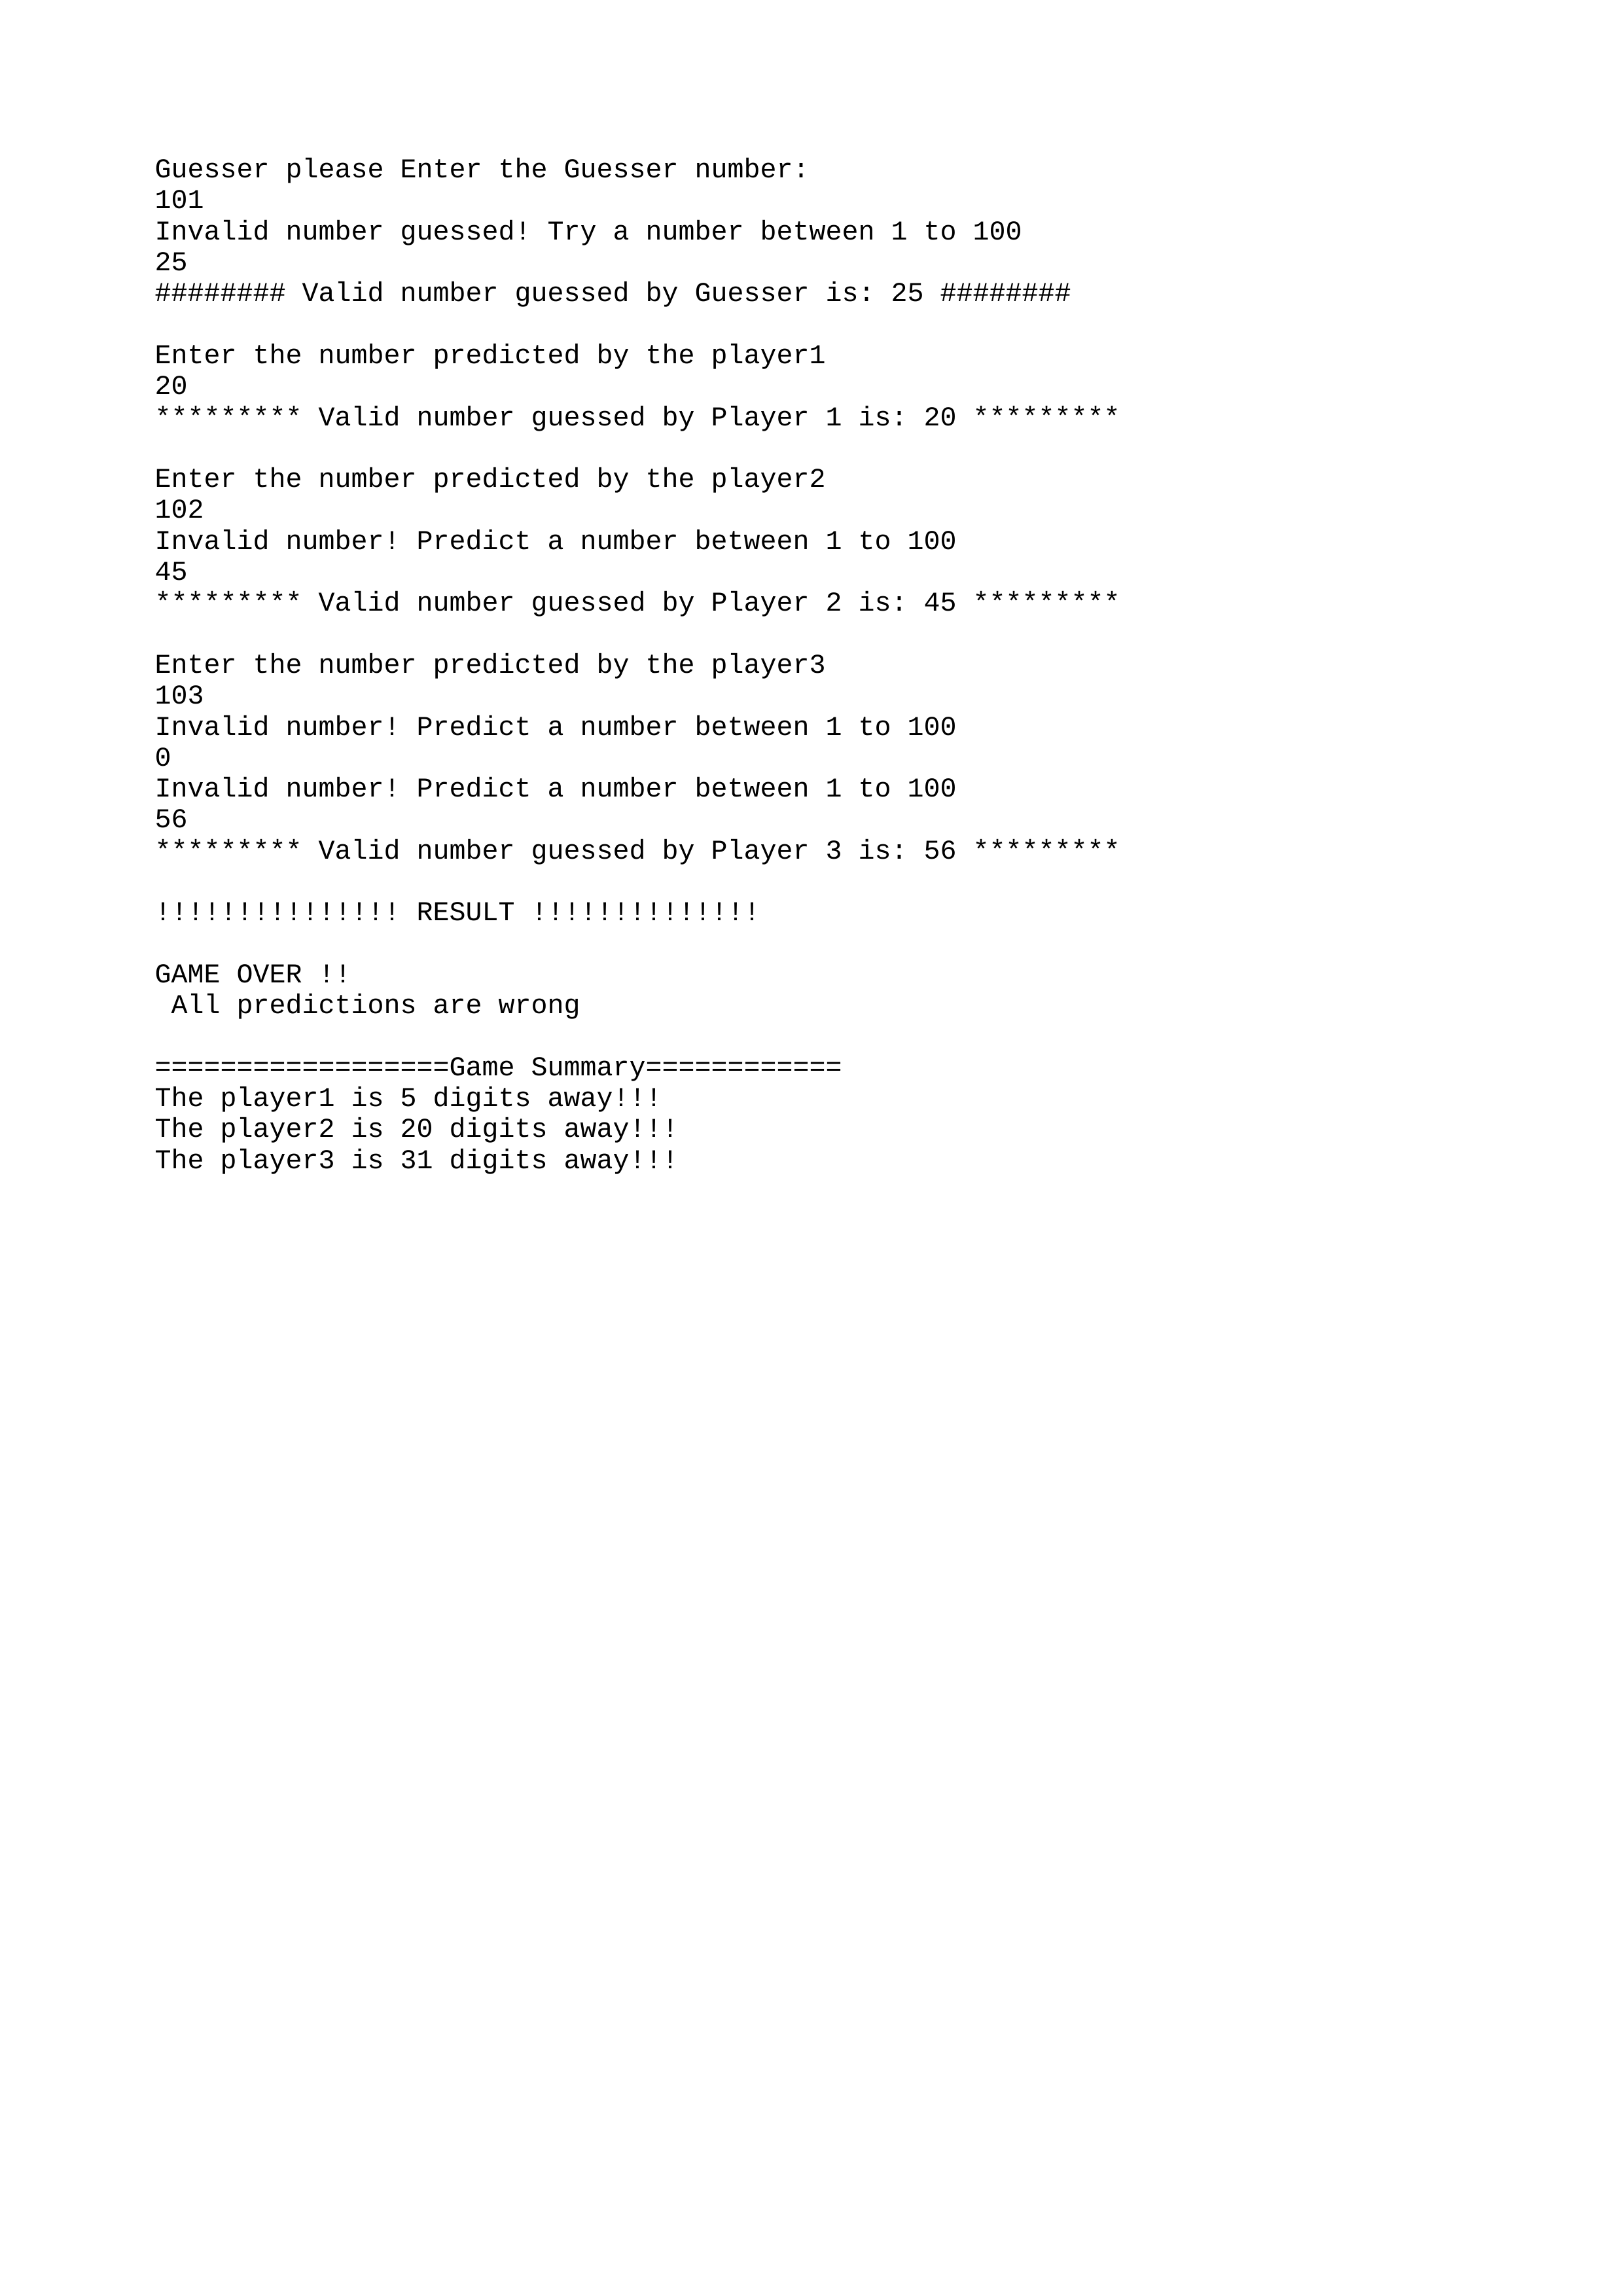 Guesser please Enter the Guesser number:
101
Invalid number guessed! Try a number between 1 to 100
25
######## Valid number guessed by Guesser is: 25 ########
Enter the number predicted by the player1
20
********* Valid number guessed by Player 1 is: 20 *********
Enter the number predicted by the player2
102
Invalid number! Predict a number between 1 to 100
45
********* Valid number guessed by Player 2 is: 45 *********
Enter the number predicted by the player3
103
Invalid number! Predict a number between 1 to 100
0
Invalid number! Predict a number between 1 to 100
56
********* Valid number guessed by Player 3 is: 56 *********
!!!!!!!!!!!!!!! RESULT !!!!!!!!!!!!!!
GAME OVER !!
All predictions are wrong
==================Game Summary============
The player1 is 5 digits away!!!
The player2 is 20 digits away!!!
The player3 is 31 digits away!!!